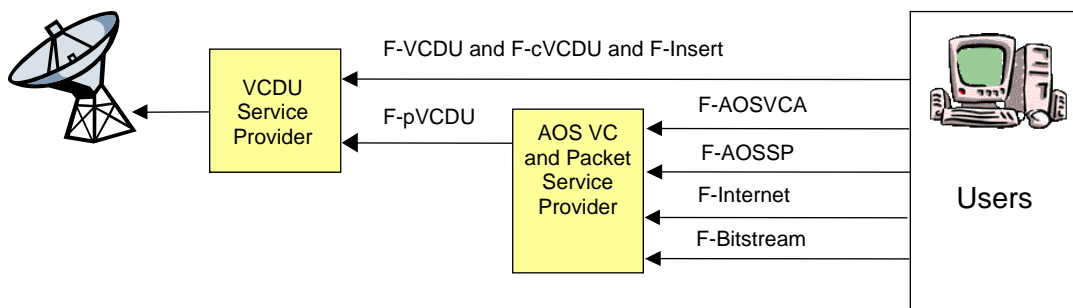 F-VCDU and F-cVCDU and F-Insert
VCDU
Service
Provider
F-pVCDU
AOS VC
and Packet
Service
Provider
F-AOSVCA
F-AOSSP
F-Internet
F-Bitstream
Users